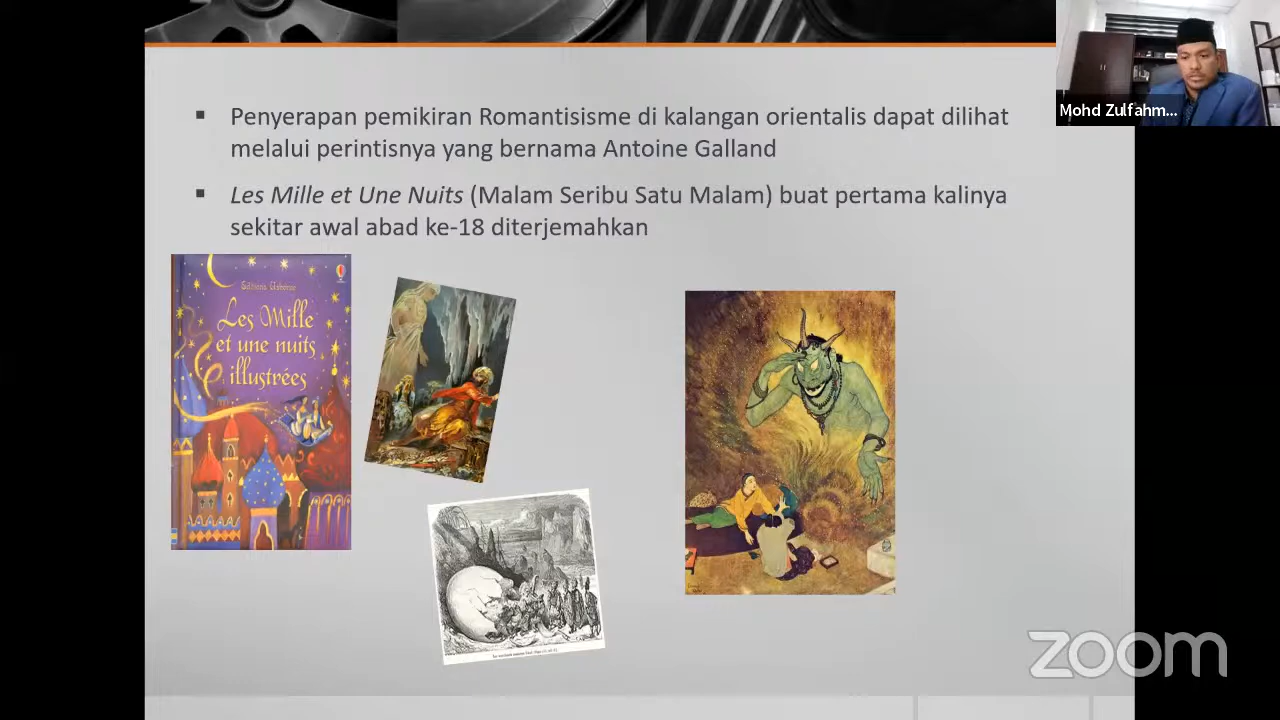 Mohd Zulfahm...
▪ Penyerapan pemikiran Romantisisme di kalangan orientalis dapat dilihat
melalui perintisnya yang bernama Antoine Galland
▪ Les Mille et Une Nuits (Malam Seribu Satu Malam) buat pertama kalinya
sekitar awal abad ke-18 diterjemahkan
Éditions Usborne
Les Mille
et une nuits
illustrées
zoom